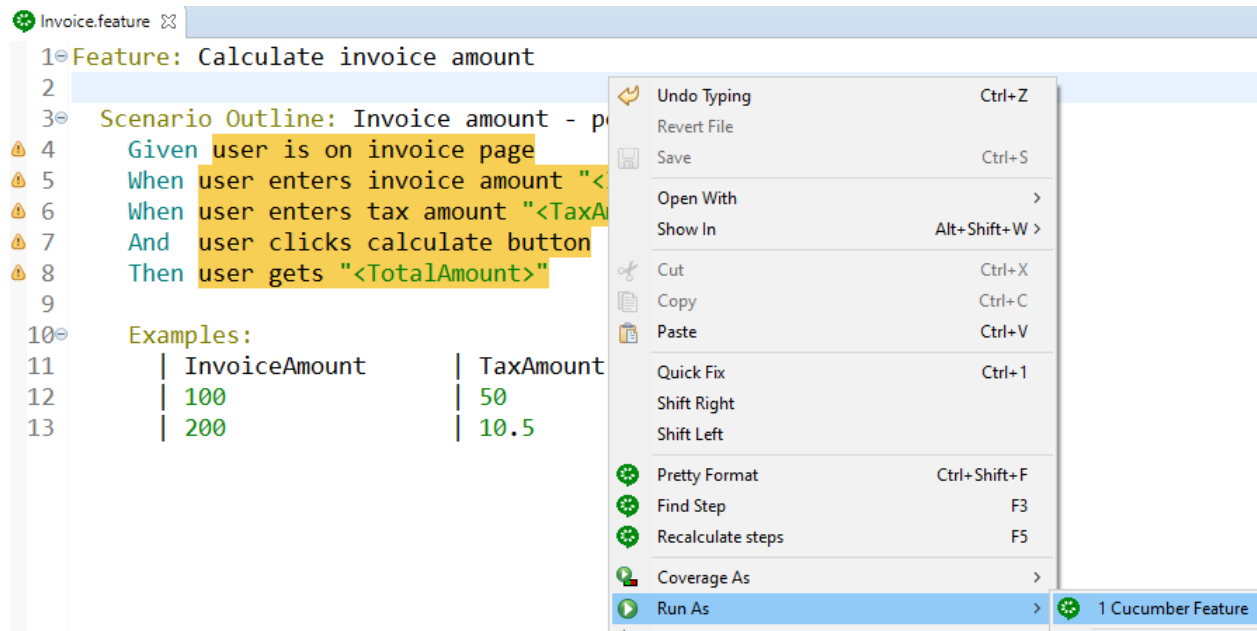 Invoice.feature
1 Feature: Calculate invoice amount
2
3 Scenario Outline: Invoice amount -
4 Given user is on invoice page
5 When user enters invoice amount "<
6 When user enters tax amount "<TaxA
7 And user clicks calculate button
8 Then user gets "<TotalAmount>"
9
10 Examples:
11 | InvoiceAmount | TaxAmount
12 | 100 | 50
13 | 200 | 10.5
Undo Typing Ctrl+Z
Revert File
Save Ctrl+S
Open With
Show In Alt+Shift+W >
Cut Ctrl+X
Copy Ctrl+C
Paste Ctrl+V
Quick Fix Ctrl+1
Shift Right
Shift Left
Pretty Format Ctrl+Shift+F
Find Step F3
Recalculate steps F5
Coverage As
Run As
1 Cucumber Feature